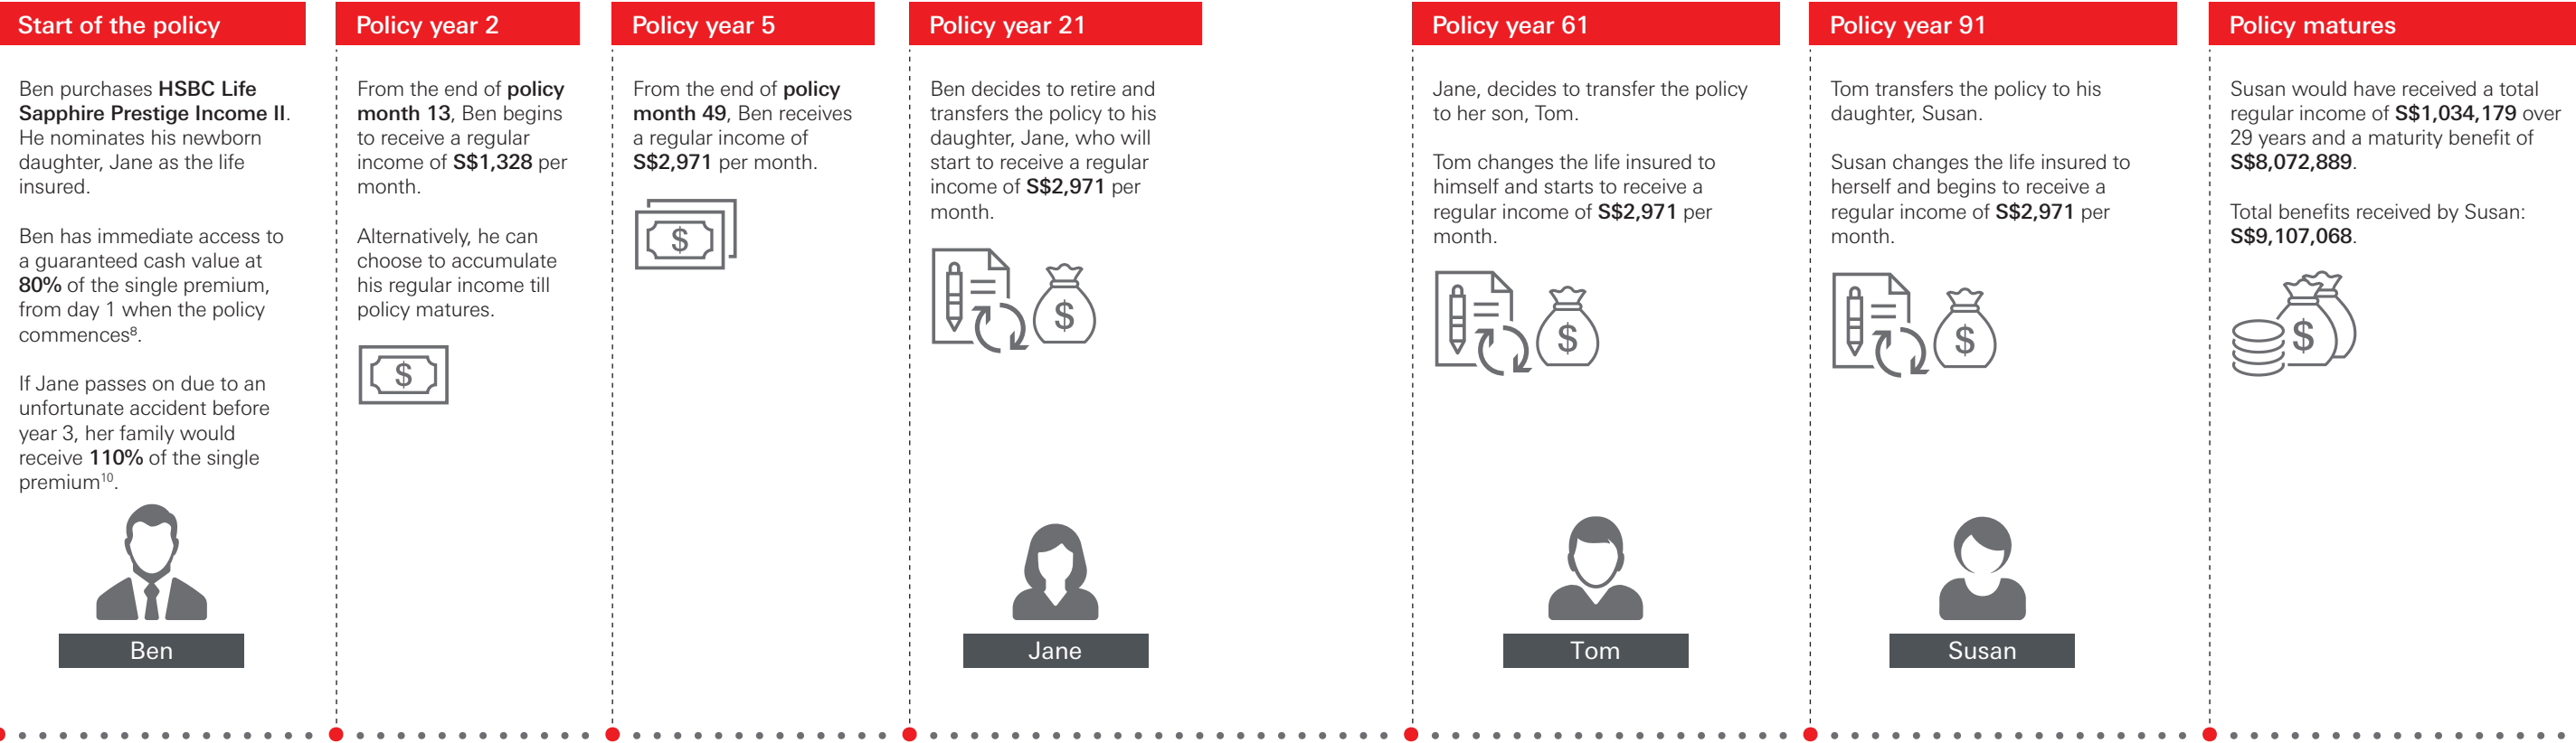 Start of the policy
Ben purchases HSBC Life
Sapphire Prestige Income II.
He nominates his newborn
daughter, Jane as the life
insured.
Ben has immediate access to
a guaranteed cash value at
80% of the single premium,
from day 1 when the policy
commences⁸.
If Jane passes on due to an
unfortunate accident before
year 3, her family would
receive 110% of the single
premium¹⁰.
Ben
Policy year 2
From the end of policy
month 13, Ben begins
to receive a regular
income of S$1,328 per
month.
Alternatively, he can
choose to accumulate
his regular income till
policy matures.
$
Policy year 5
From the end of policy
month 49, Ben receives
a regular income of
S$2,971 per month.
$
Policy year 21
Ben decides to retire and
transfers the policy to his
daughter, Jane, who will
start to receive a regular
income of S$2,971 per
month.
$
Jane
Policy year 61
Jane, decides to transfer the policy
to her son, Tom.
Tom changes the life insured to
himself and starts to receive a
regular income of S$2,971 per
month.
$
Tom
Policy year 91
Tom transfers the policy to his
daughter, Susan.
Susan changes the life insured to
herself and begins to receive a
regular income of S$2,971 per
month.
$
Susan
Policy matures
Susan would have received a total
regular income of S$1,034,179 over
29 years and a maturity benefit of
S$8,072,889.
Total benefits received by Susan:
S$9,107,068.
$